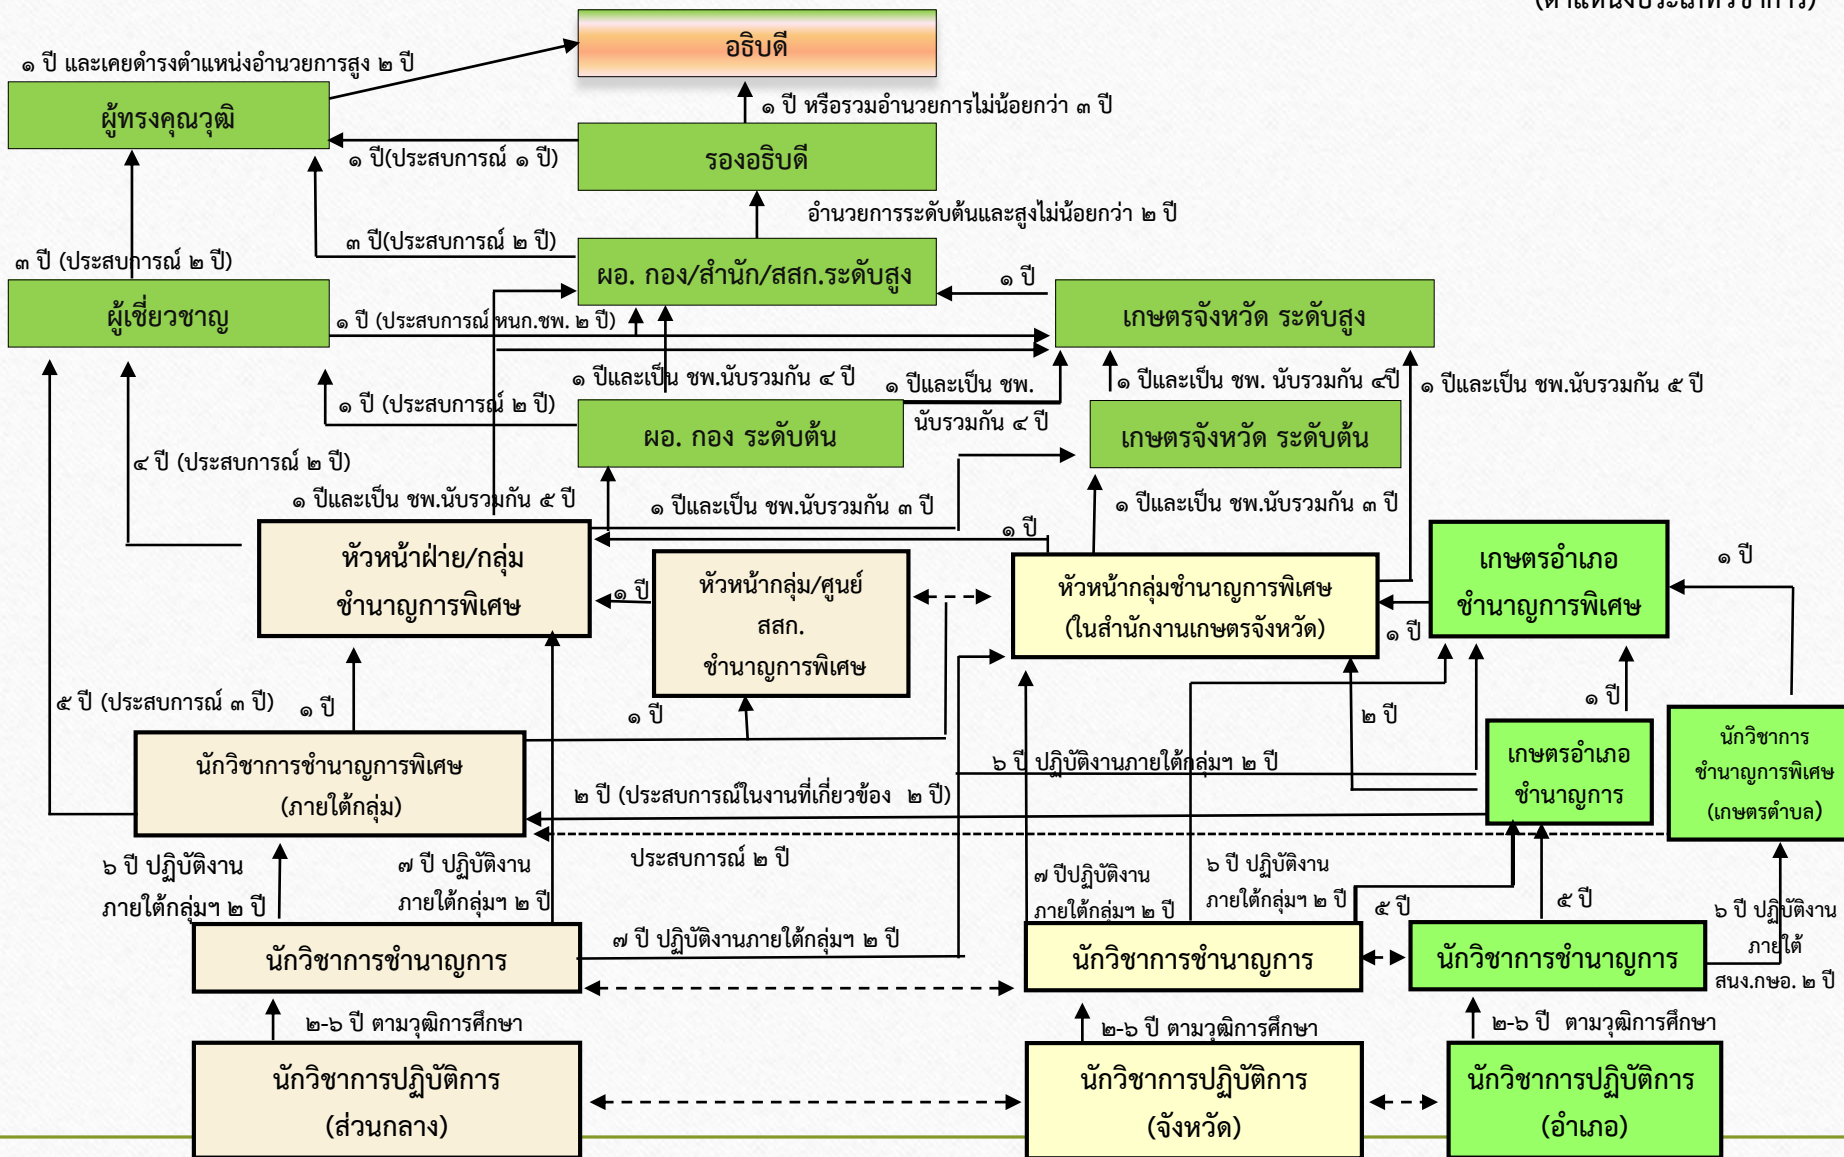 (ตำแหน่งประเภทวิชาการ)
อธิบดี
๑ ปี และเคยดำรงตำแหน่งอำนวยการสูง ๒ ปี
ผู้ทรงคุณวุฒิ
๑ ปี หรือรวมอำนวยการไม่น้อยกว่า ๓ ปี
๑ ปี(ประสบการณ์ ๑ ปี)
รองอธิบดี
อำนวยการระดับต้นและสูงไม่น้อยกว่า ๒ ปี
๓ ปี(ประสบการณ์ ๒ ปี)
๓ ปี (ประสบการณ์ ๒ ปี)
ผอ. กอง/สำนัก/สสก.ระดับสูง
๑ ปี
ผู้เชี่ยวชาญ
๑ ปี (ประสบการณ์ หนก.ชพ. ๒ ปี)
เกษตรจังหวัด ระดับสูง
๑ ปีและเป็น ชพ.นับรวมกัน ๔ ปี
๑ ปีและเป็น ชพ.
นับรวมกัน ๔ ปี
๑ ปีและเป็น ชพ. นับรวมกัน ๔ปี
๑ ปีและเป็น ชพ.นับรวมกัน ๕ ปี
๑ ปี (ประสบการณ์ ๒ ปี)
ผอ. กอง ระดับต้น
เกษตรจังหวัด ระดับต้น
๔ ปี (ประสบการณ์ ๒ ปี)
๑ ปีและเป็น ชพ.นับรวมกัน ๕ ปี
๑ ปีและเป็น ชพ.นับรวมกัน ๓ ปี
๑ ปีและเป็น ชพ.นับรวมกัน ๓ ปี
๑ ปี
หัวหน้าฝ่าย/กลุ่ม
ชำนาญการพิเศษ
๑ ปี
หัวหน้ากลุ่ม/ศูนย์
สสก.
ชำนาญการพิเศษ
หัวหน้ากลุ่มชำนาญการพิเศษ
(ในสำนักงานเกษตรจังหวัด)
๑ ปี
เกษตรอำเภอ
ชำนาญการพิเศษ
๑ ปี
๕ ปี (ประสบการณ์ ๓ ปี)
๑ ปี
๑ ปี
๒ ปี
๑ ปี
นักวิชาการชำนาญการพิเศษ
(ภายใต้กลุ่ม)
๖ ปี ปฏิบัติงานภายใต้กลุ่มฯ ๒ ปี
๒ ปี (ประสบการณ์ในงานที่เกี่ยวข้อง ๒ ปี)
เกษตรอำเภอ
ชำนาญการ
นักวิชาการ
ชำนาญการพิเศษ
(เกษตรตำบล)
ประสบการณ์ ๒ ปี
๖ ปี ปฏิบัติงาน
ภายใต้กลุ่มฯ ๒ ปี
๗ ปี ปฏิบัติงาน
ภายใต้กลุ่มฯ ๒ ปี
๗ ปีปฏิบัติงาน
ภายใต้กลุ่มฯ ๒ ปี
๖ ปี ปฏิบัติงาน
ภายใต้กลุ่มฯ ๒ ปี
๕ ปี
๕ ปี
๖ ปี ปฏิบัติงาน
ภายใต้
สนง.กษอ. ๒ ปี
นักวิชาการชำนาญการ
๗ ปี ปฏิบัติงานภายใต้กลุ่มฯ ๒ ปี
นักวิชาการชำนาญการ
นักวิชาการชำนาญการ
๒-๖ ปี ตามวุฒิการศึกษา
๒-๖ ปี ตามวุฒิการศึกษา
๒-๖ ปี ตามวุฒิการศึกษา
นักวิชาการปฏิบัติการ
(ส่วนกลาง)
นักวิชาการปฏิบัติการ
(จังหวัด)
นักวิชาการปฏิบัติการ
(อำเภอ)